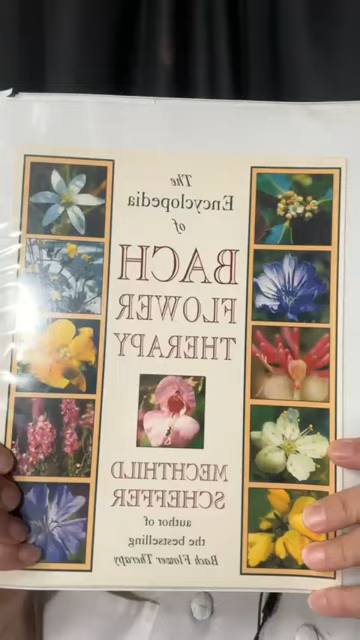 The
Encyclopedia
of
BACH
FLOWER
THERAPY
MECHTHILD
SCHEFFER
author of
the bestselling
Bach Flower Therapy